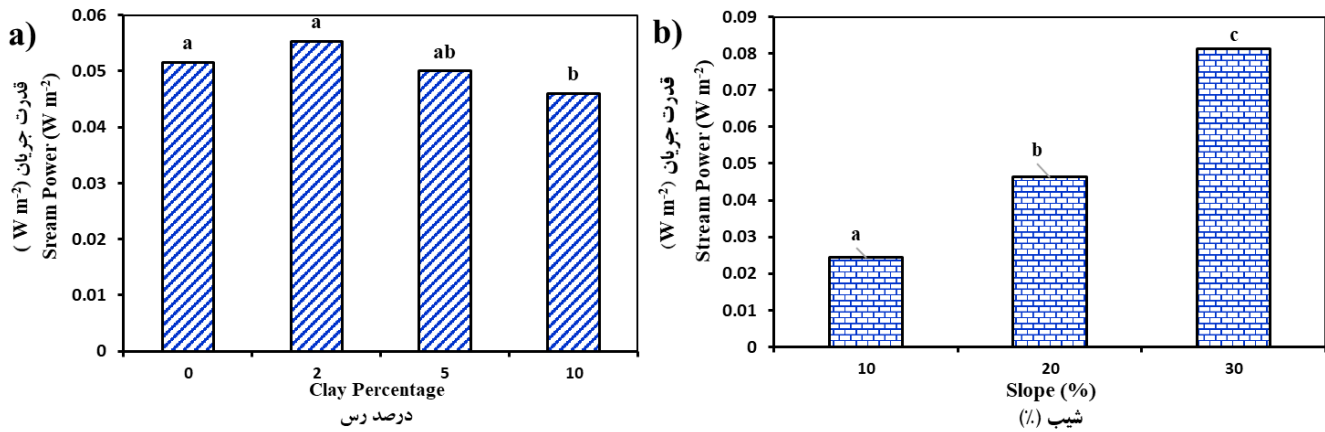 a)
0.06
0.05
0.04
0.03
0.02
0.01
0
قدرت جریان (W m-2 )
Sream Power (W m-2)
a
a
ab
b
0
2
5
10
Clay Percentage
درصد رس
b)
0.09
0.08
0.07
0.06
0.05
0.04
0.03
0.02
0.01
0
قدرت جریان (W m-2)
Stream Power (W m-2)
a
b
c
10
20
30
Slope (%)
شیب (٪)